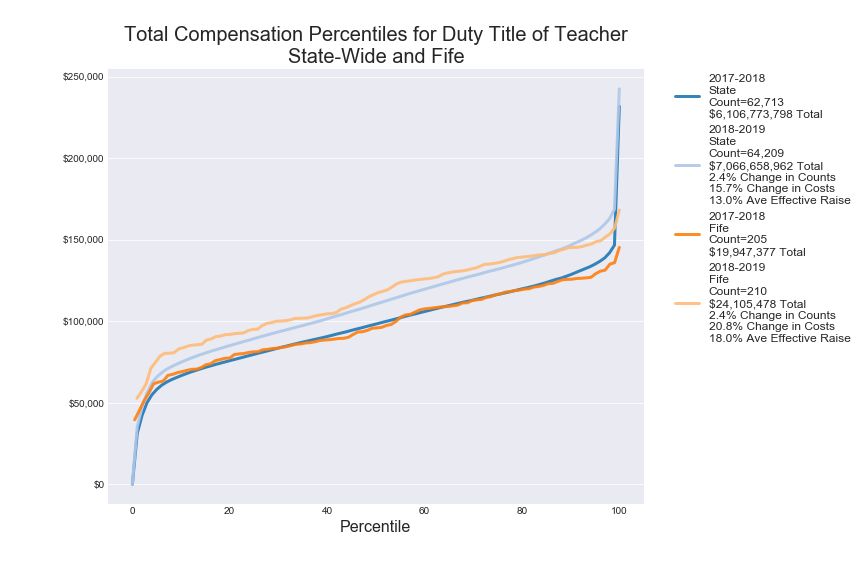 Total Compensation Percentiles for Duty Title of Teacher
State-Wide and Fife
$250,000
$200,000
$150,000
$100,000
$50,000
$0
0
20
40
60
80
100
Percentile
2017-2018
State
Count=62,713
$6,106,773,798 Total
2018-2019
State
Count=64,209
$7,066,658,962 Total
2.4% Change in Counts
15.7% Change in Costs
13.0% Ave Effective Raise
2017-2018
Fife
Count=205
$19,947,377 Total
2018-2019
Fife
Count=210
$24,105,478 Total
2.4% Change in Counts
20.8% Change in Costs
18.0% Ave Effective Raise